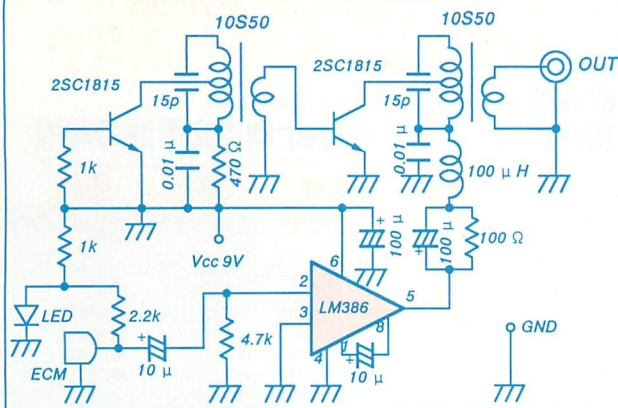 10S50
10S50
2SC1815
2SC1815
OUT
15p
15p
1k
0.01 μ
470 Ω
0.01 μ
100 μ H
1k
Vcc 9V
6
+
100 μ
+
100 μ
100 Ω
2
LM386
5
3
LED
2.2k
+
4.7k
8
GND
ECM
10 μ
4
1
+
10 μ